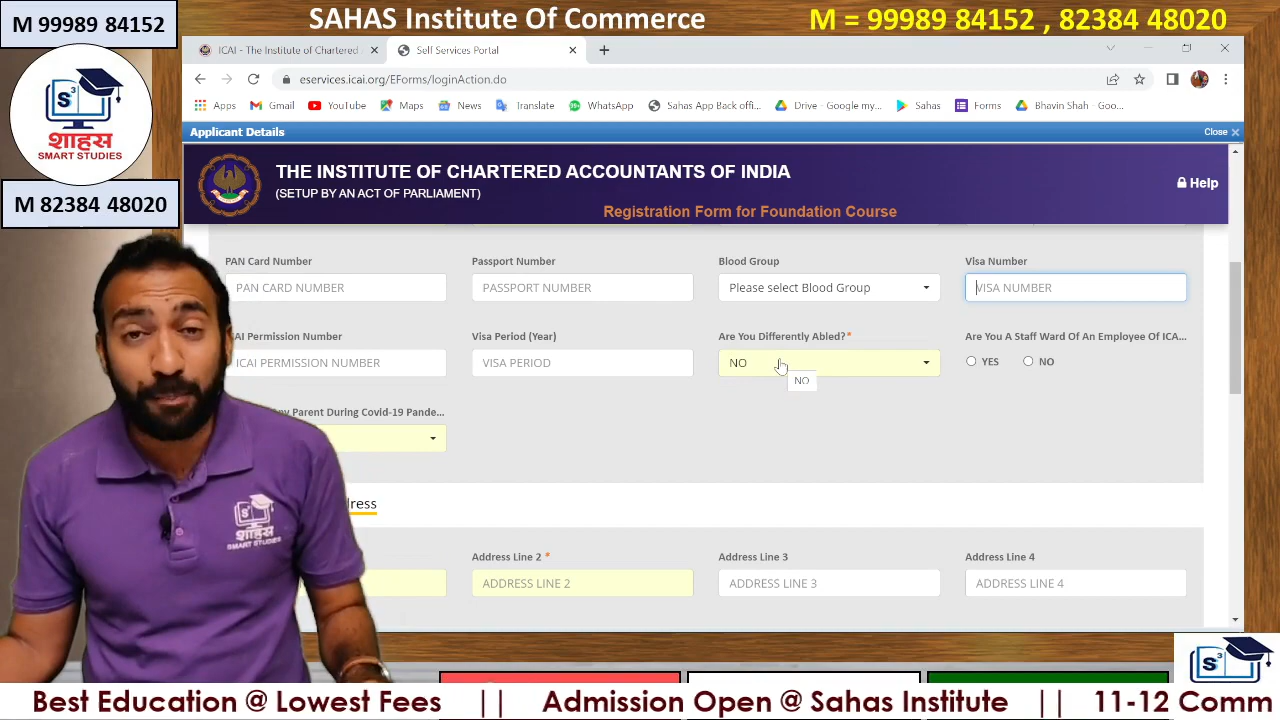 M 99989 84152
SAHAS Institute Of Commerce
M = 99989 84152 , 82384 48020
ICAI - The Institute of Chartered
Self Services Portal
eservices.icai.org/EForms/loginAction.do
Apps
Gmail
YouTube
Maps
News
Translate
WhatsApp
Sahas App Back offi...
Drive - Google my...
Sahas
Forms
Bhavin Shah - Goo...
S³
शाहस
SMART STUDIES
M 82384 48020
Applicant Details
Close
THE INSTITUTE OF CHARTERED ACCOUNTANTS OF INDIA
(SETUP BY AN ACT OF PARLIAMENT)
Help
Registration Form for Foundation Course
PAN Card Number
Passport Number
Blood Group
Visa Number
PAN CARD NUMBER
PASSPORT NUMBER
Please select Blood Group
VISA NUMBER
Permission Number
Visa Period (Year)
Are You Differently Abled?*
Are You A Staff Ward Of An Employee Of ICA...
ICAI PERMISSION NUMBER
VISA PERIOD
NO
YES
NO
NO
Parent During Covid-19 Pande...
Address Line 2 *
Address Line 3
Address Line 4
ADDRESS LINE 2
ADDRESS LINE 3
ADDRESS LINE 4
शाहस
SMART STUDIES
S³
Best Education @ Lowest Fees || Admission Open @ Sahas Institute || 11-12 Comm